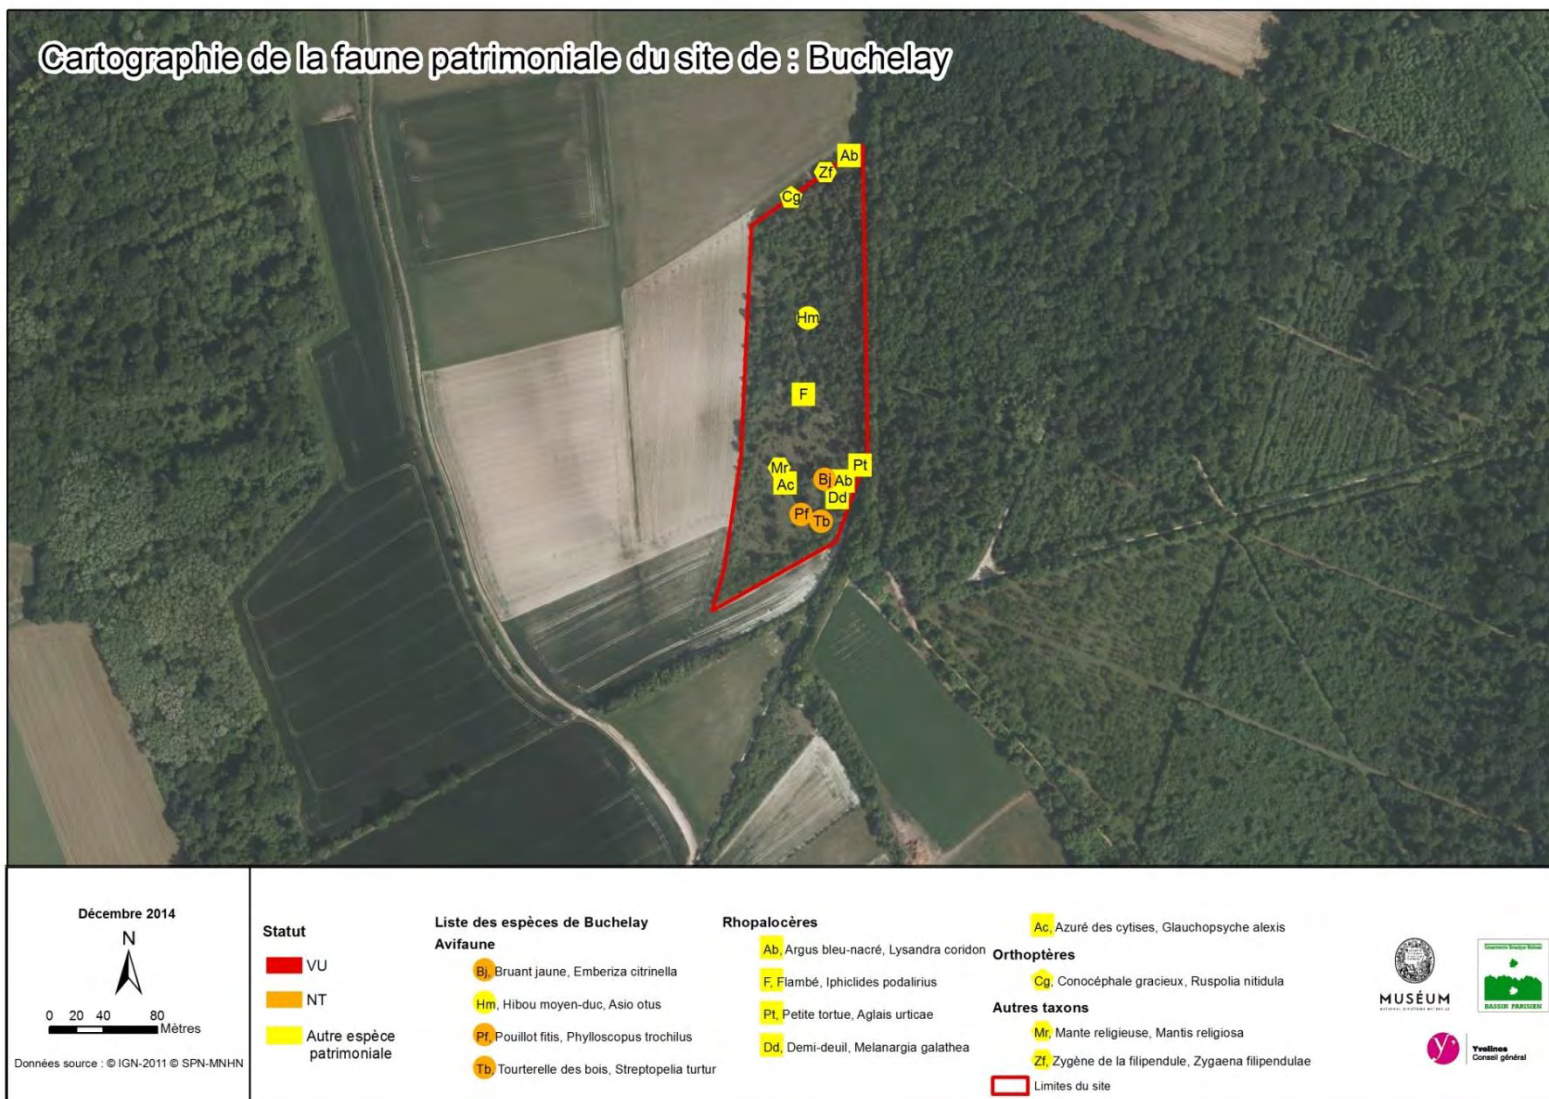 Cartographie de la faune patrimoniale du site de : Buchelay
Ab
Zf
Cg
Hm
F
Pt
Mr
Bj
Ab
Ac
Dd
Pf
Tb
Décembre 2014
N
0 20 40 80
Mètres
Données source : © IGN-2011 © SPN-MNHN
Statut
VU
NT
Autre espèce
patrimoniale
Liste des espèces de Buchelay
Avifaune
Bj, Bruant jaune, Emberiza citrinella
Hm, Hibou moyen-duc, Asio otus
Pf, Pouillot fitis, Phylloscopus trochilus
Tb, Tourterelle des bois, Streptopelia turtur
Rhopalocères
Ab, Argus bleu-nacré, Lysandra coridon
F, Flambé, Iphiclides podalirius
Pt, Petite tortue, Aglais urticae
Dd, Demi-deuil, Melanargia galathea
Ac, Azuré des cytises, Glauchopsyche alexis
Orthoptères
Cg, Conocéphale gracieux, Ruspolia nitidula
Autres taxons
Mr, Mante religieuse, Mantis religiosa
Zf, Zygène de la filipendule, Zygaena filipendulae
Limites du site
MUSÉUM
BASSIN PARISIEN
y
Yvelines
Conseil général